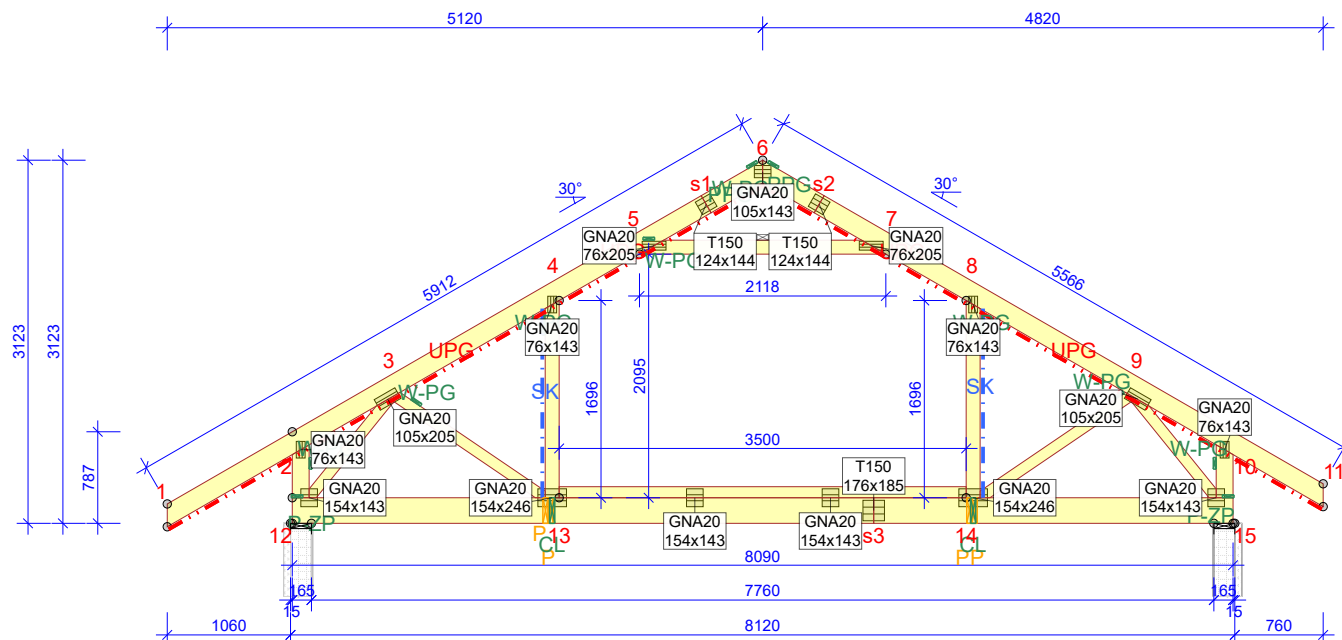 5120
4820
6
s1
s2
30°
30°
GNA20
105x143
5
7
GNA20
76x205
T150
124x144
T150
124x144
GNA20
76x205
W-PG
4
8
5912
5566
2118
3123
3123
GNA20
76x143
GNA20
76x143
3
UPG
UPG
9
W-PG
W-PG
SK
SK
1696
2095
1696
GNA20
105x205
GNA20
105x205
787
3500
GNA20
76x143
GNA20
76x143
W-PG
2
10
1
11
T150
176x185
GNA20
154x143
GNA20
154x246
GNA20
154x246
GNA20
154x143
GNA20
154x143
GNA20
154x143
12
P-ZP
P
P
13
CL
s3
14
CL
PP
P-ZP
15
8090
165
7760
165
15
15
1060
8120
760